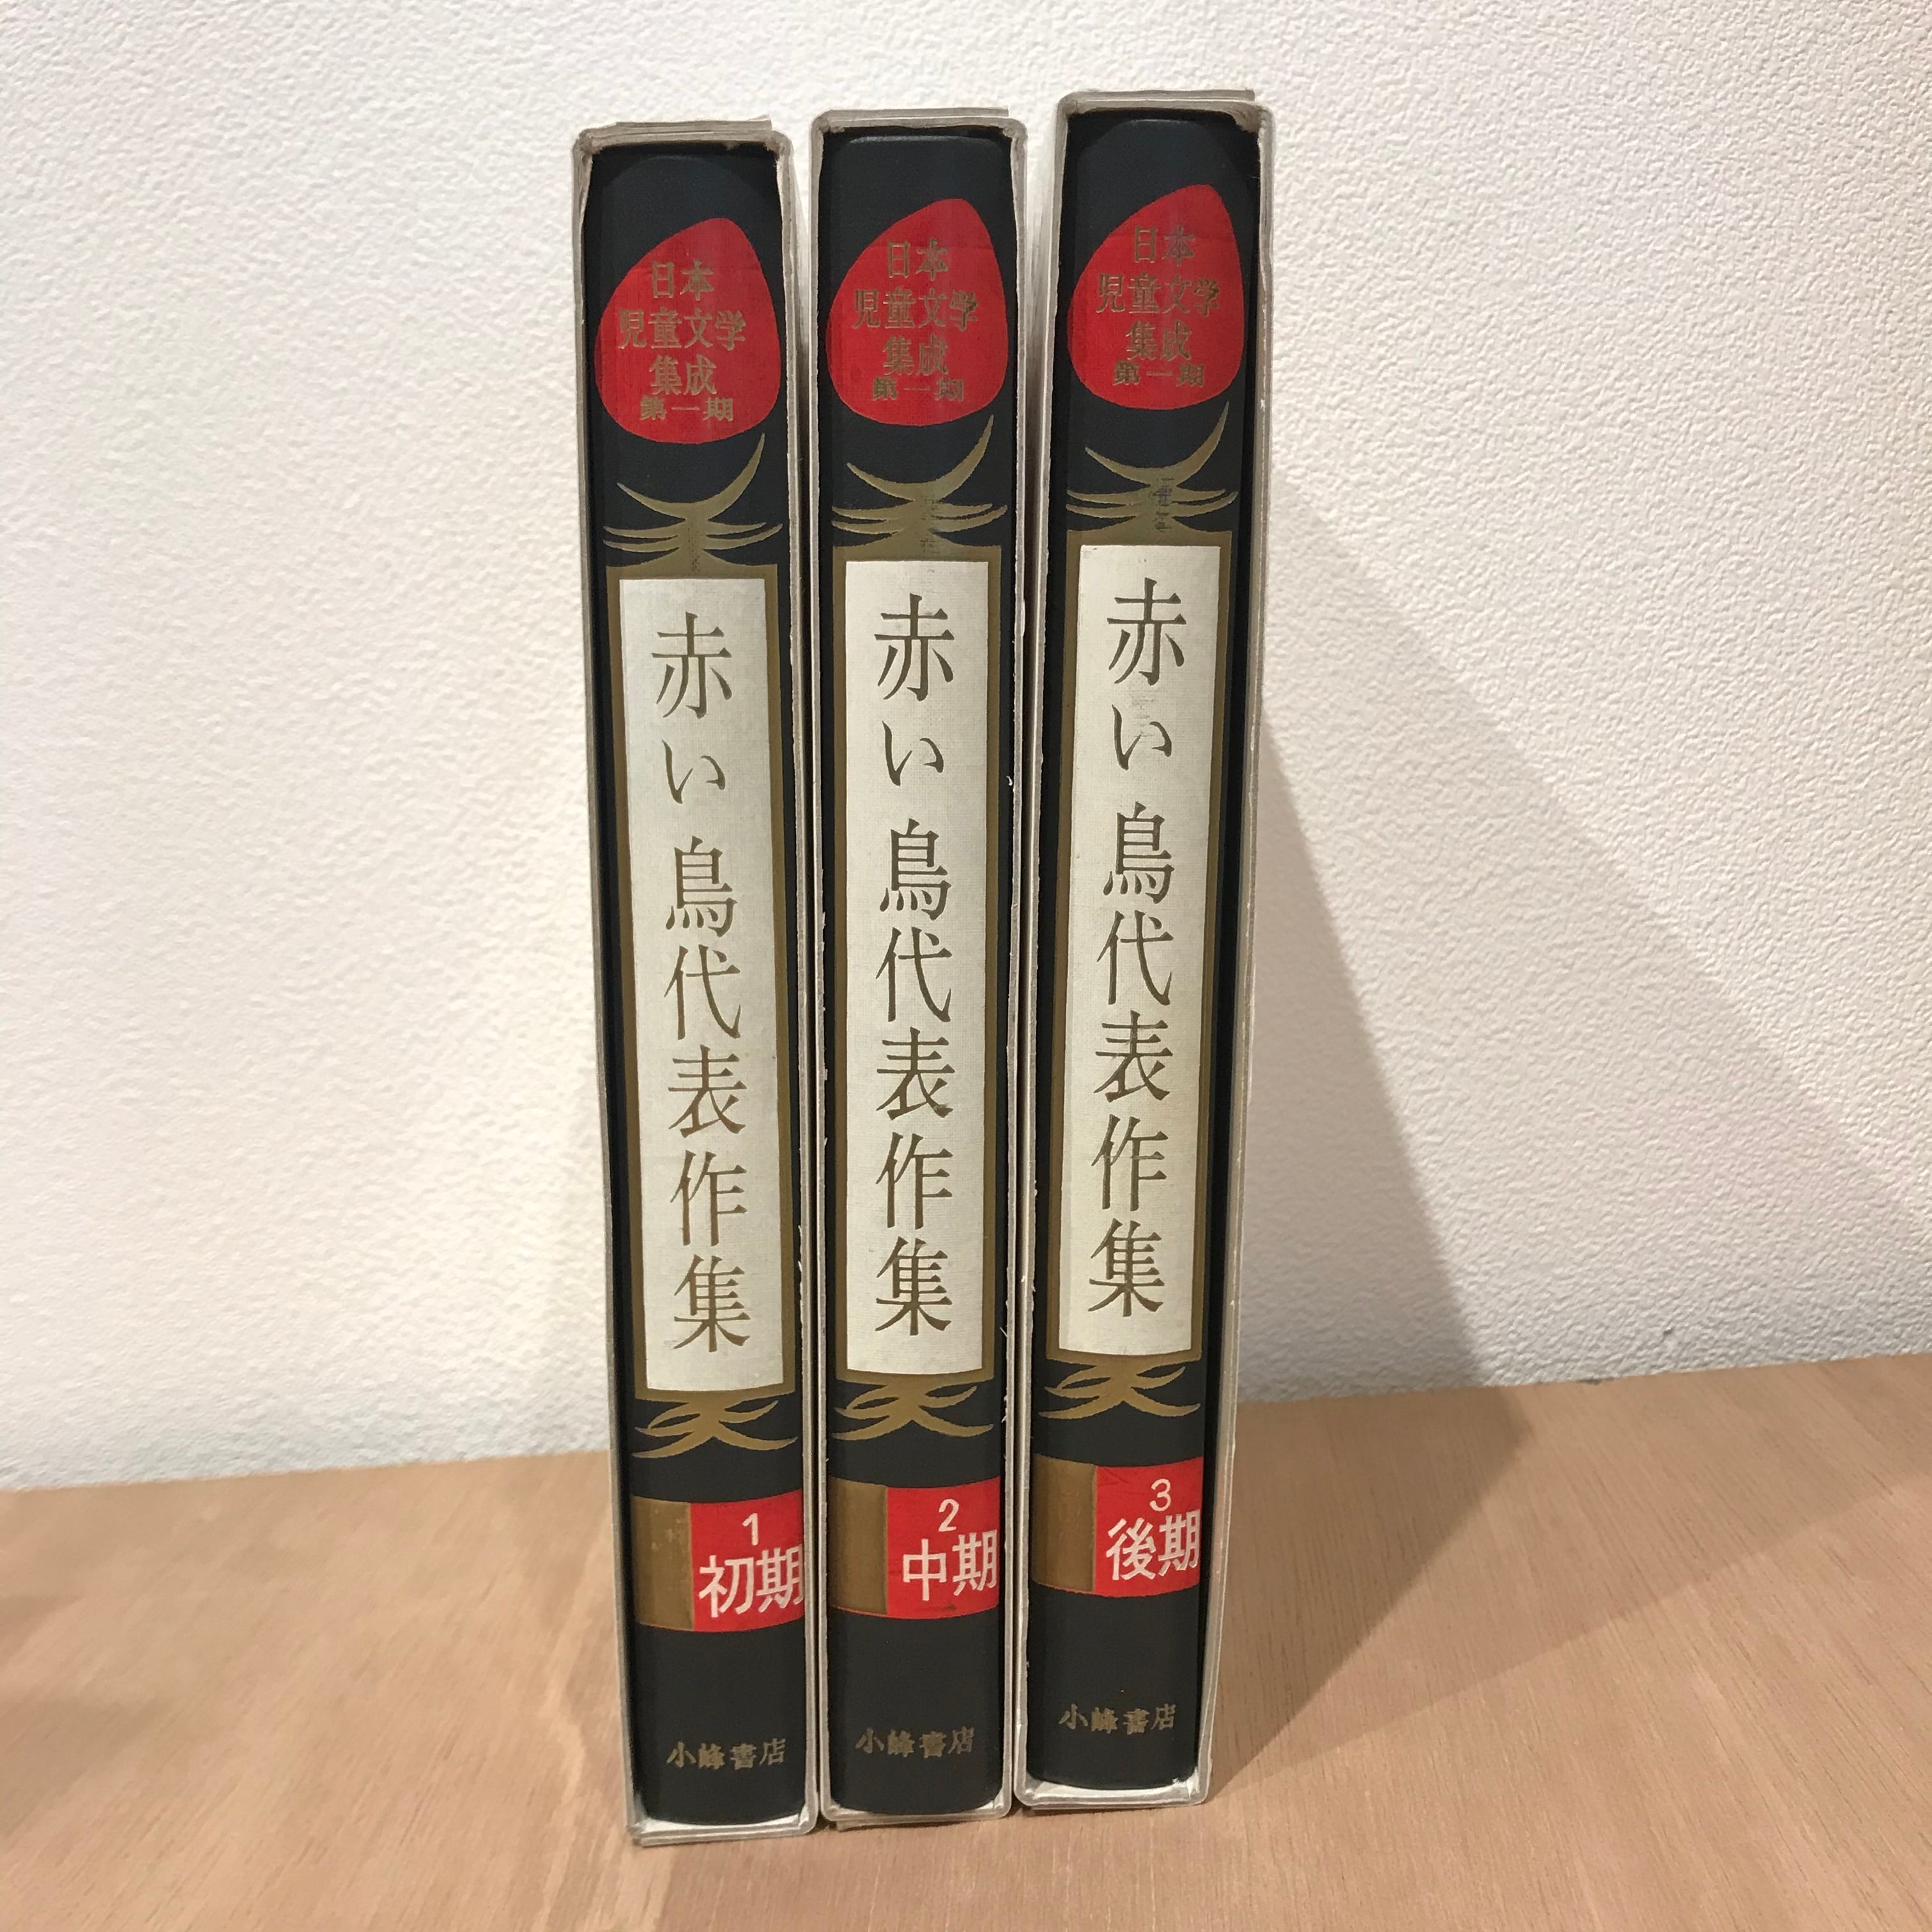 日本
児童文学
集成
第一期
赤い鳥代表作集
1
初期
小峰書店
日本
児童文学
集成
第一期
赤い鳥代表作集
2
中期
小峰書店
日本
児童文学
集成
第一期
赤い鳥代表作集
3
後期
小峰書店